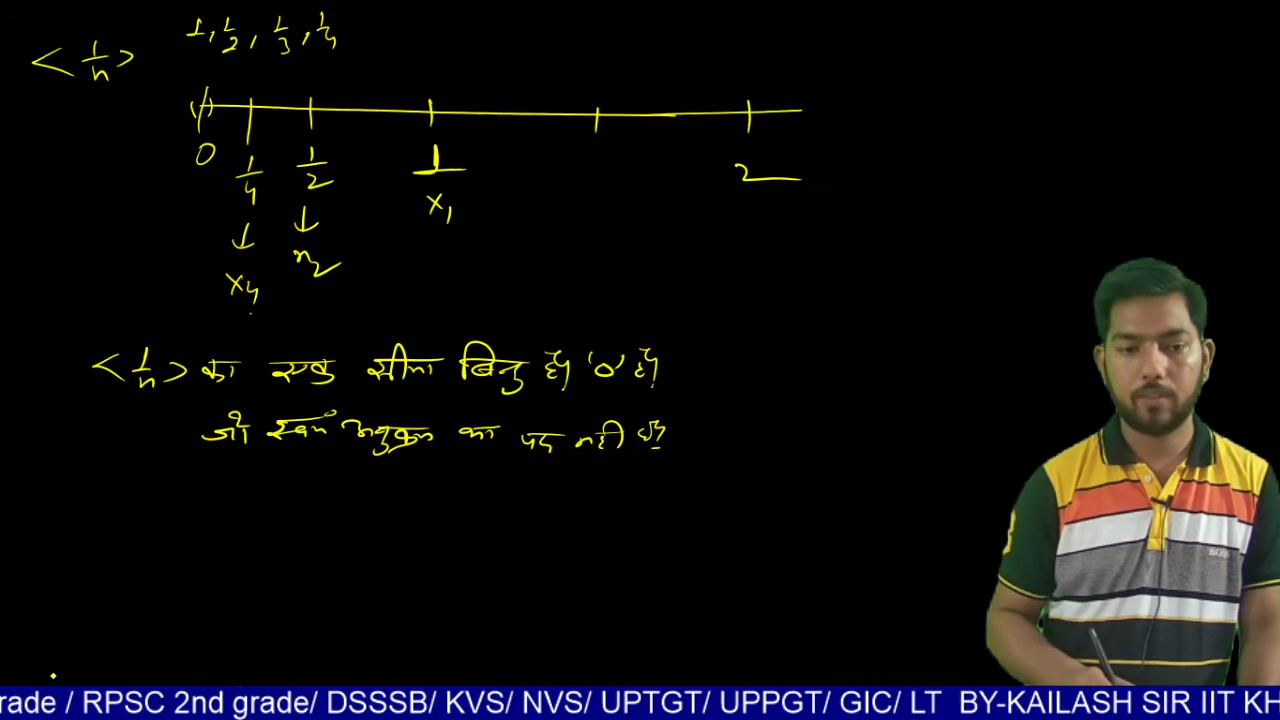 < 1/n > 1, 1/2, 1/3, 1/4
0 1/4 1/2 1 2
↓ ↓ x₁
x₄ x₂
< 1/n > का एक सीमा बिन्दु है '0' है
जो स्वयं अनुक्रम का पद नहीं है
rade / RPSC 2nd grade/ DSSSB/ KVS/ NVS/ UPTGT/ UPPGT/ GIC/ LT BY-KAILASH SIR IIT KH